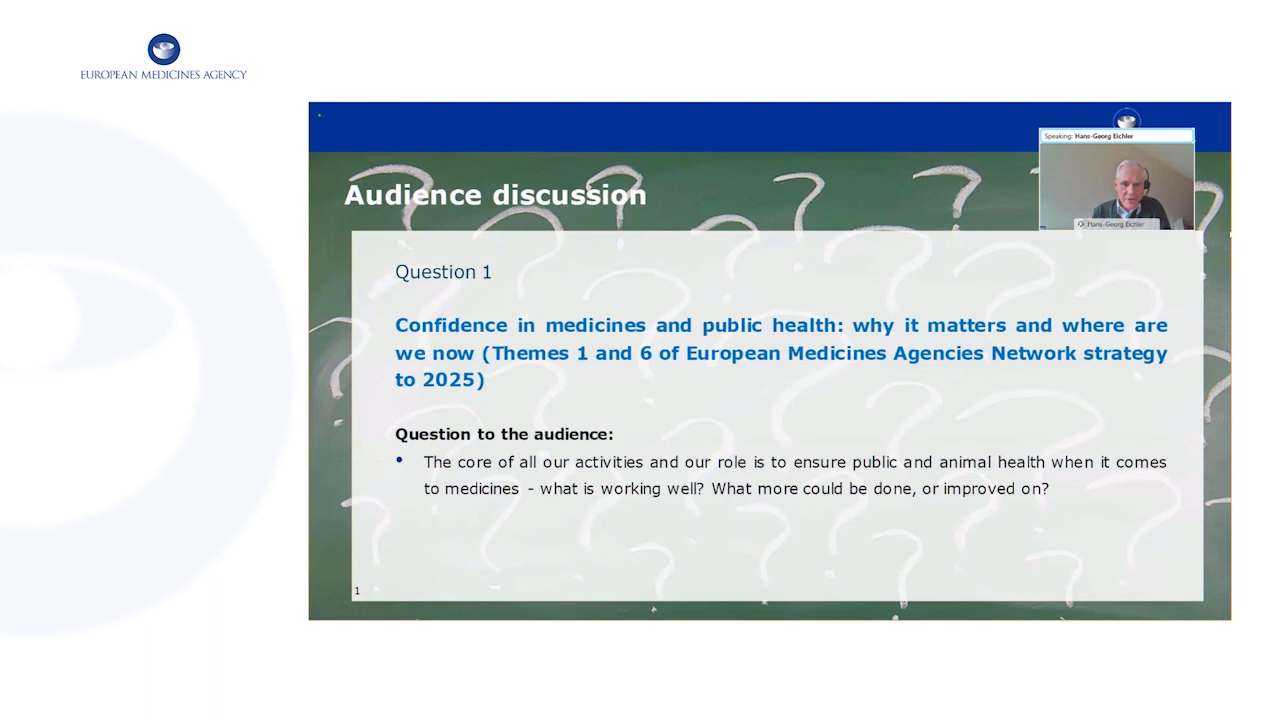 EUROPEAN MEDICINES AGENCY
Speaking: Hans-Georg Eichler
Audience discussion
Hans-Georg Eichler
Question 1
Confidence in medicines and public health: why it matters and where are
we now (Themes 1 and 6 of European Medicines Agencies Network strategy
to 2025)
Question to the audience:
• The core of all our activities and our role is to ensure public and animal health when it comes
to medicines - what is working well? What more could be done, or improved on?
1